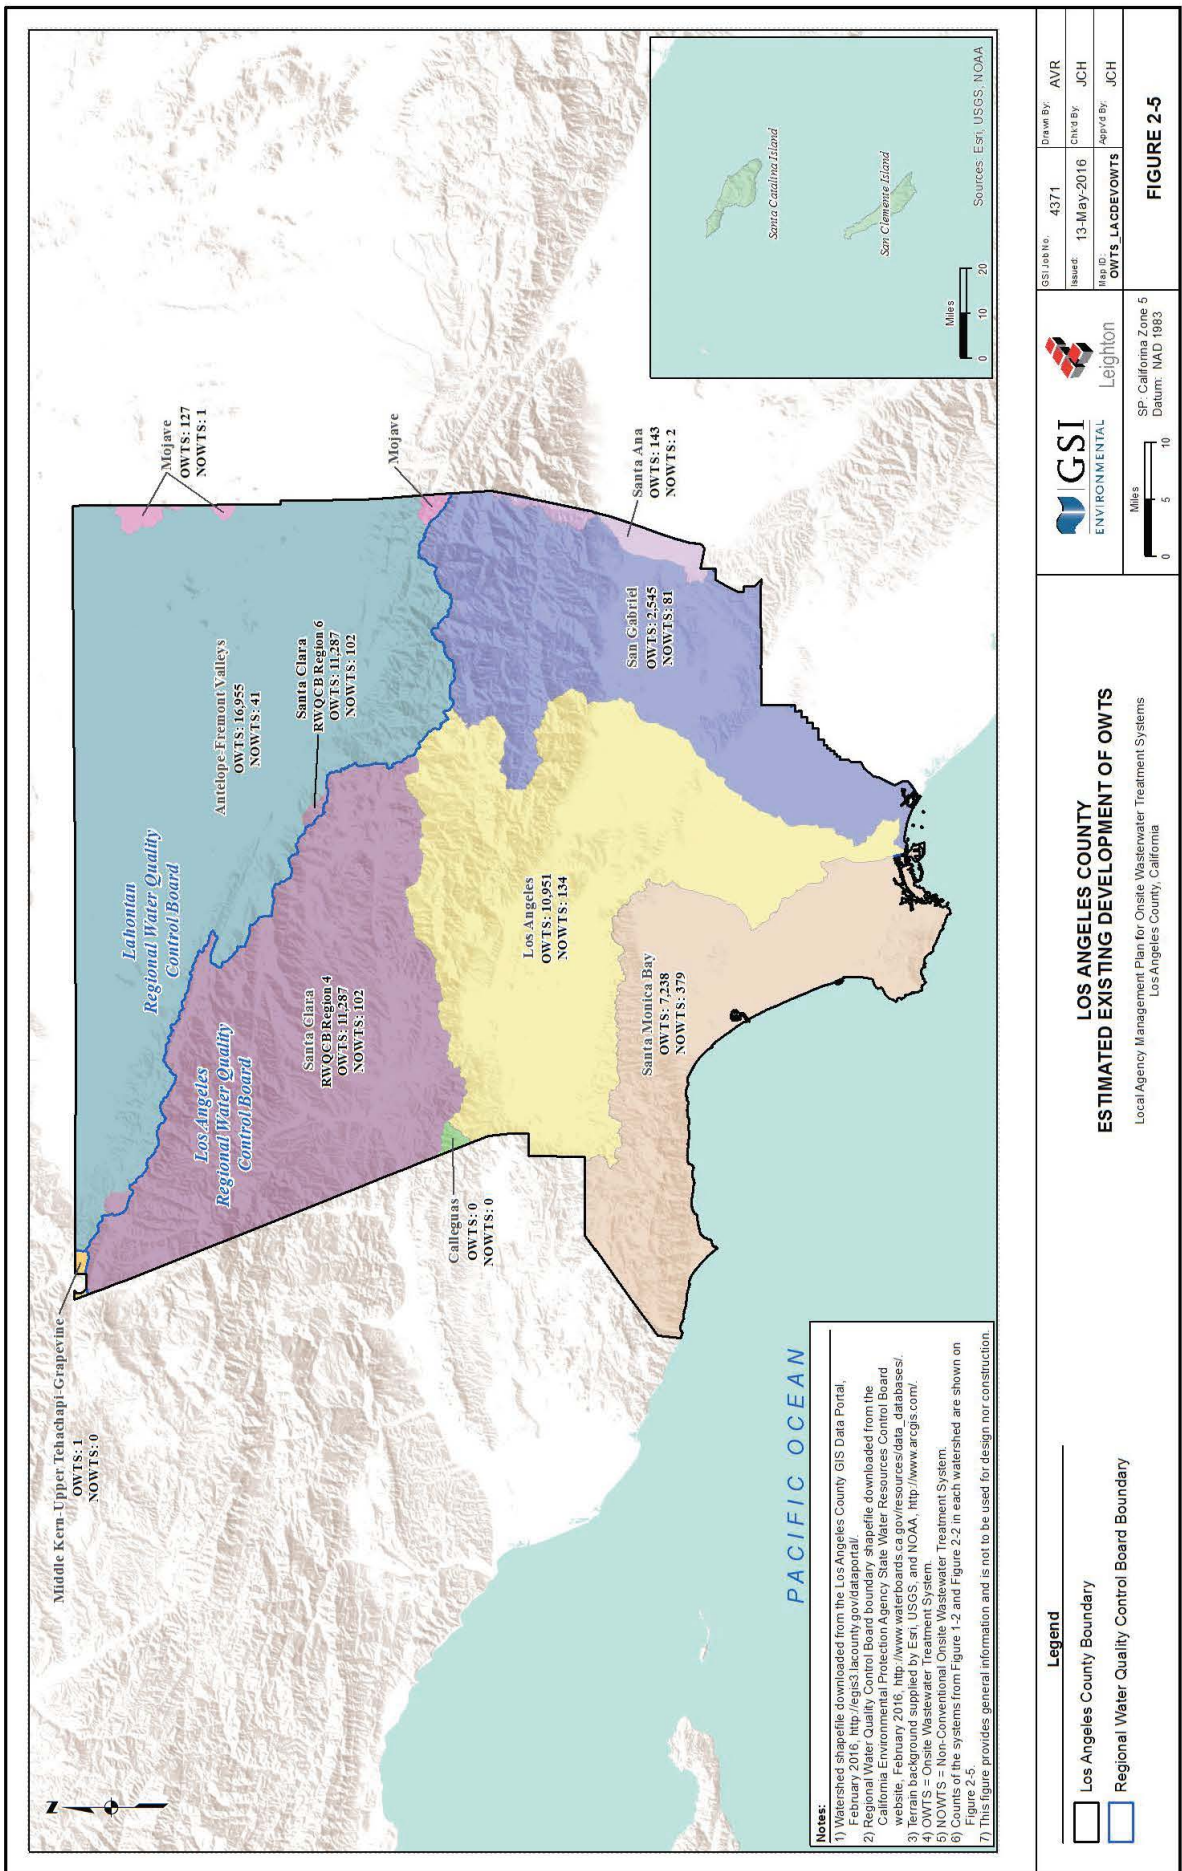 Middle Kern-Upper Tehachapi-Grapevine
OWTS: 1
NOWTS: 0
Lahontan
Regional Water Quality
Control Board
Antelope-Fremont Valleys
OWTS: 16,955
NOWTS: 41
Mojave
OWTS: 127
NOWTS: 1
Santa Clara
RWQCB Region 6
OWTS: 11,287
NOWTS: 102
Los Angeles
Regional Water Quality
Control Board
Santa Clara
RWQCB Region 4
OWTS: 11,287
NOWTS: 102
Mojave
Calleguas
OWTS: 0
NOWTS: 0
Los Angeles
OWTS: 10,951
NOWTS: 134
San Gabriel
OWTS: 2,545
NOWTS: 81
Santa Ana
OWTS: 143
NOWTS: 2
Santa Monica Bay
OWTS: 7,238
NOWTS: 379
PACIFIC OCEAN
N
Santa Catalina Island
San Clemente Island
Miles
0 10 20
Sources: Esri, USGS, NOAA
Notes:
1) Watershed shapefile downloaded from the Los Angeles County GIS Data Portal,
February 2016, http://egis3.lacounty.gov/dataportal/.
2) Regional Water Quality Control Board boundary shapefile downloaded from the
California Environmental Protection Agency State Water Resources Control Board
website, February 2016, http://www.waterboards.ca.gov/resources/data_databases/.
3) Terrain background supplied by Esri, USGS, and NOAA, http://www.arcgis.com/.
4) OWTS = Onsite Wastewater Treatment System.
5) NOWTS = Non-Conventional Onsite Wastewater Treatment System.
6) Counts of the systems from Figure 1-2 and Figure 2-2 in each watershed are shown on
Figure 2-5.
7) This figure provides general information and is not to be used for design nor construction.
Legend
Los Angeles County Boundary
Regional Water Quality Control Board Boundary
LOS ANGELES COUNTY
ESTIMATED EXISTING DEVELOPMENT OF OWTS
Local Agency Management Plan for Onsite Wasterwater Treatment Systems
Los Angeles County, California
GSI
ENVIRONMENTAL
Leighton
Miles
0 5 10
SP: California Zone 5
Datum: NAD 1983
GSI Job No. 4371
Drawn By: AVR
Issued: 13-May-2016
Chk'd By: JCH
Map ID: OWTS_LACDEVOWTS
Appv'd By: JCH
FIGURE 2-5